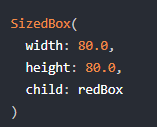 SizedBox(
  width: 80.0,
  height: 80.0,
  child: redBox
)